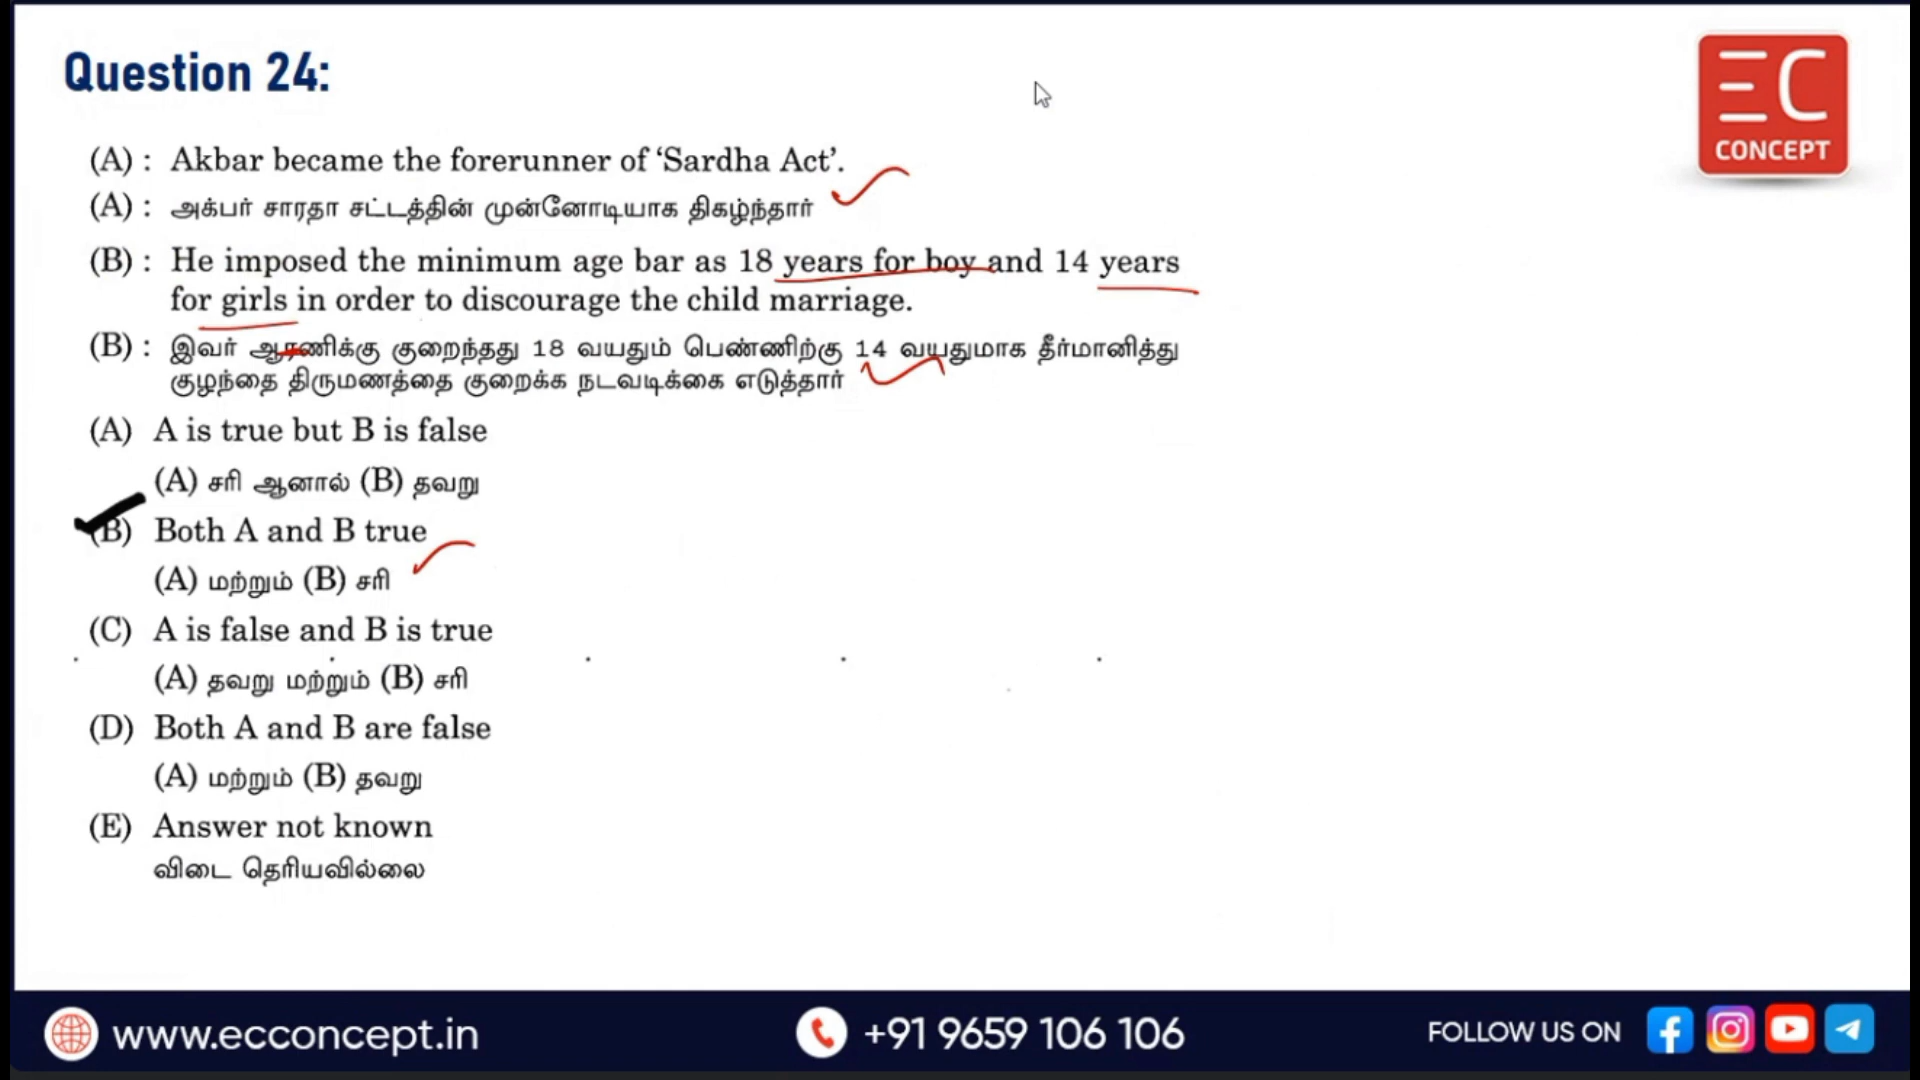 Question 24:
EC
CONCEPT
(A) : Akbar became the forerunner of ‘Sardha Act’.
(A) : அக்பர் சாரதா சட்டத்தின் முன்னோடியாக திகழ்ந்தார்
(B) : He imposed the minimum age bar as 18 years for boy and 14 years
for girls in order to discourage the child marriage.
(B) : இவர் ஆணிக்கு குறைந்தது 18 வயதும் பெண்ணிற்கு 14 வயதுமாக தீர்மானித்து
குழந்தை திருமணத்தை குறைக்க நடவடிக்கை எடுத்தார்
(A) A is true but B is false
(A) சரி ஆனால் (B) தவறு
(B) Both A and B true
(A) மற்றும் (B) சரி
(C) A is false and B is true
(A) தவறு மற்றும் (B) சரி
(D) Both A and B are false
(A) மற்றும் (B) தவறு
(E) Answer not known
விடை தெரியவில்லை
www.ecconcept.in
+91 9659 106 106
FOLLOW US ON